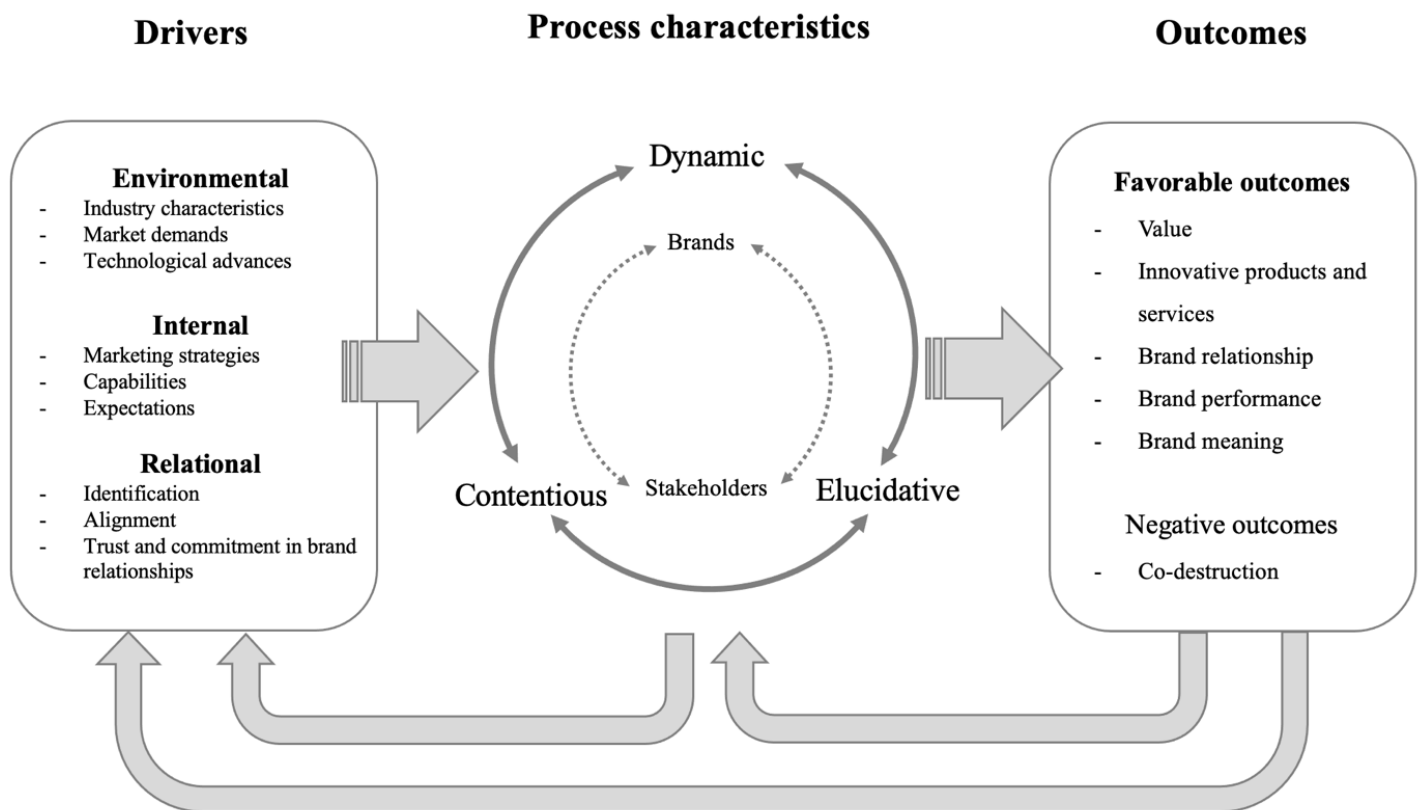 Drivers
Process characteristics
Outcomes
Environmental
- Industry characteristics
- Market demands
- Technological advances
Internal
- Marketing strategies
- Capabilities
- Expectations
Relational
- Identification
- Alignment
- Trust and commitment in brand
relationships
Dynamic
Brands
Contentious
Stakeholders
Elucidative
Favorable outcomes
- Value
- Innovative products and
services
- Brand relationship
- Brand performance
- Brand meaning
Negative outcomes
- Co-destruction